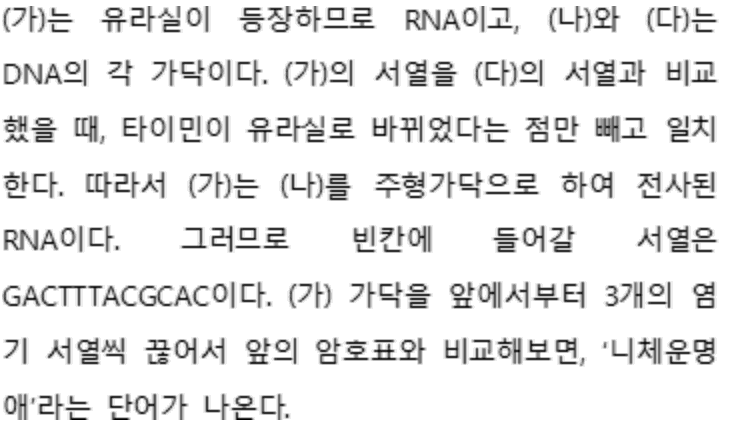 (가)는 유라실이 등장하므로 RNA이고, (나)와 (다)는
DNA의 각 가닥이다. (가)의 서열을 (다)의 서열과 비교
했을 때, 타이민이 유라실로 바뀌었다는 점만 빼고 일치
한다. 따라서 (가)는 (나)를 주형가닥으로 하여 전사된
RNA이다. 그러므로 빈칸에 들어갈 서열은
GACTTTACGCAC이다. (가) 가닥을 앞에서부터 3개의 염
기 서열씩 끊어서 앞의 암호표와 비교해보면, '니체운명
애'라는 단어가 나온다.